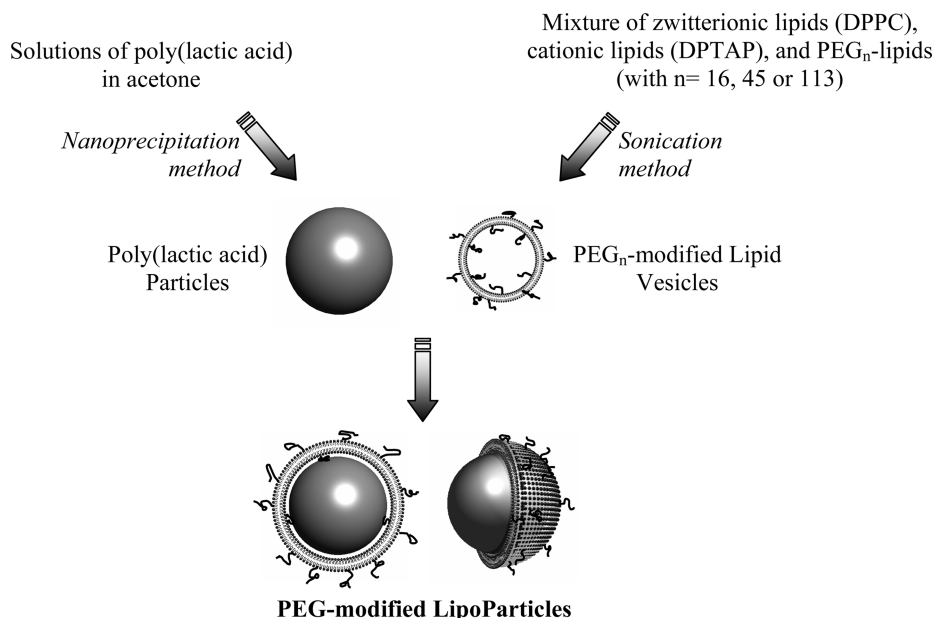 Solutions of poly(lactic acid)
in acetone
Mixture of zwitterionic lipids (DPPC),
cationic lipids (DPTAP), and PEGn-lipids
(with n= 16, 45 or 113)
Nanoprecipitation
method
Sonication
method
Poly(lactic acid)
Particles
PEGn-modified Lipid
Vesicles
PEG-modified LipoParticles